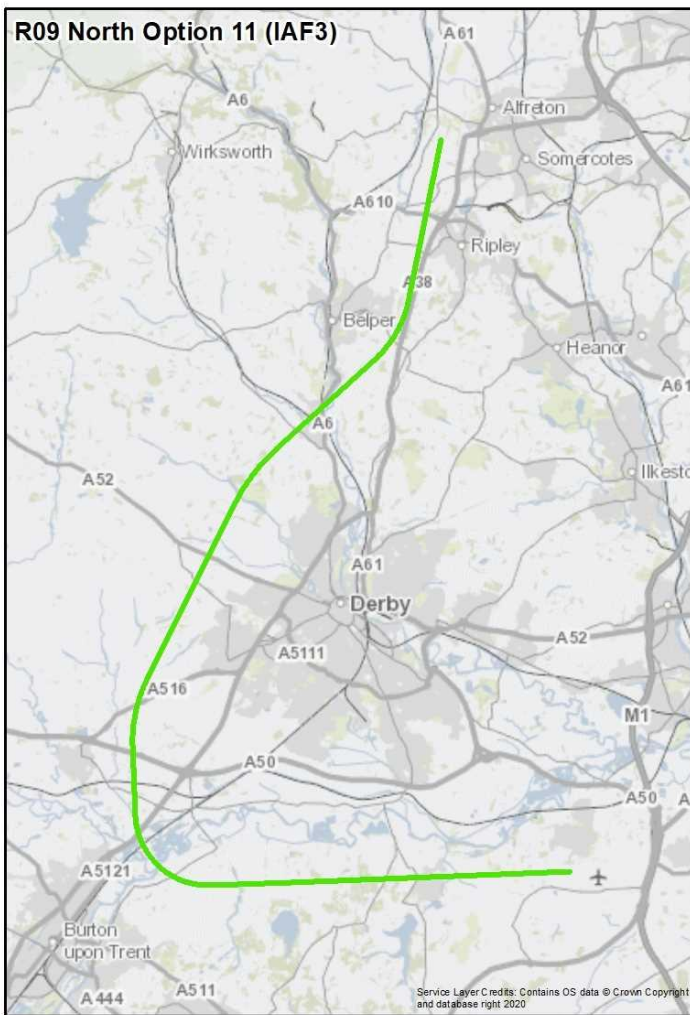 R09 North Option 11 (IAF3)
A61
A6
Alfreton
Wirksworth
Somercotes
A610
Ripley
A38
Belper
Heanor
A61
A6
Ilkesto
A52
A61
Derby
A52
A5111
A516
M1
A50
A50
A
A5121
Burton
upon Trent
A444
A511
Service Layer Credits: Contains OS data © Crown Copyright
and database right 2020